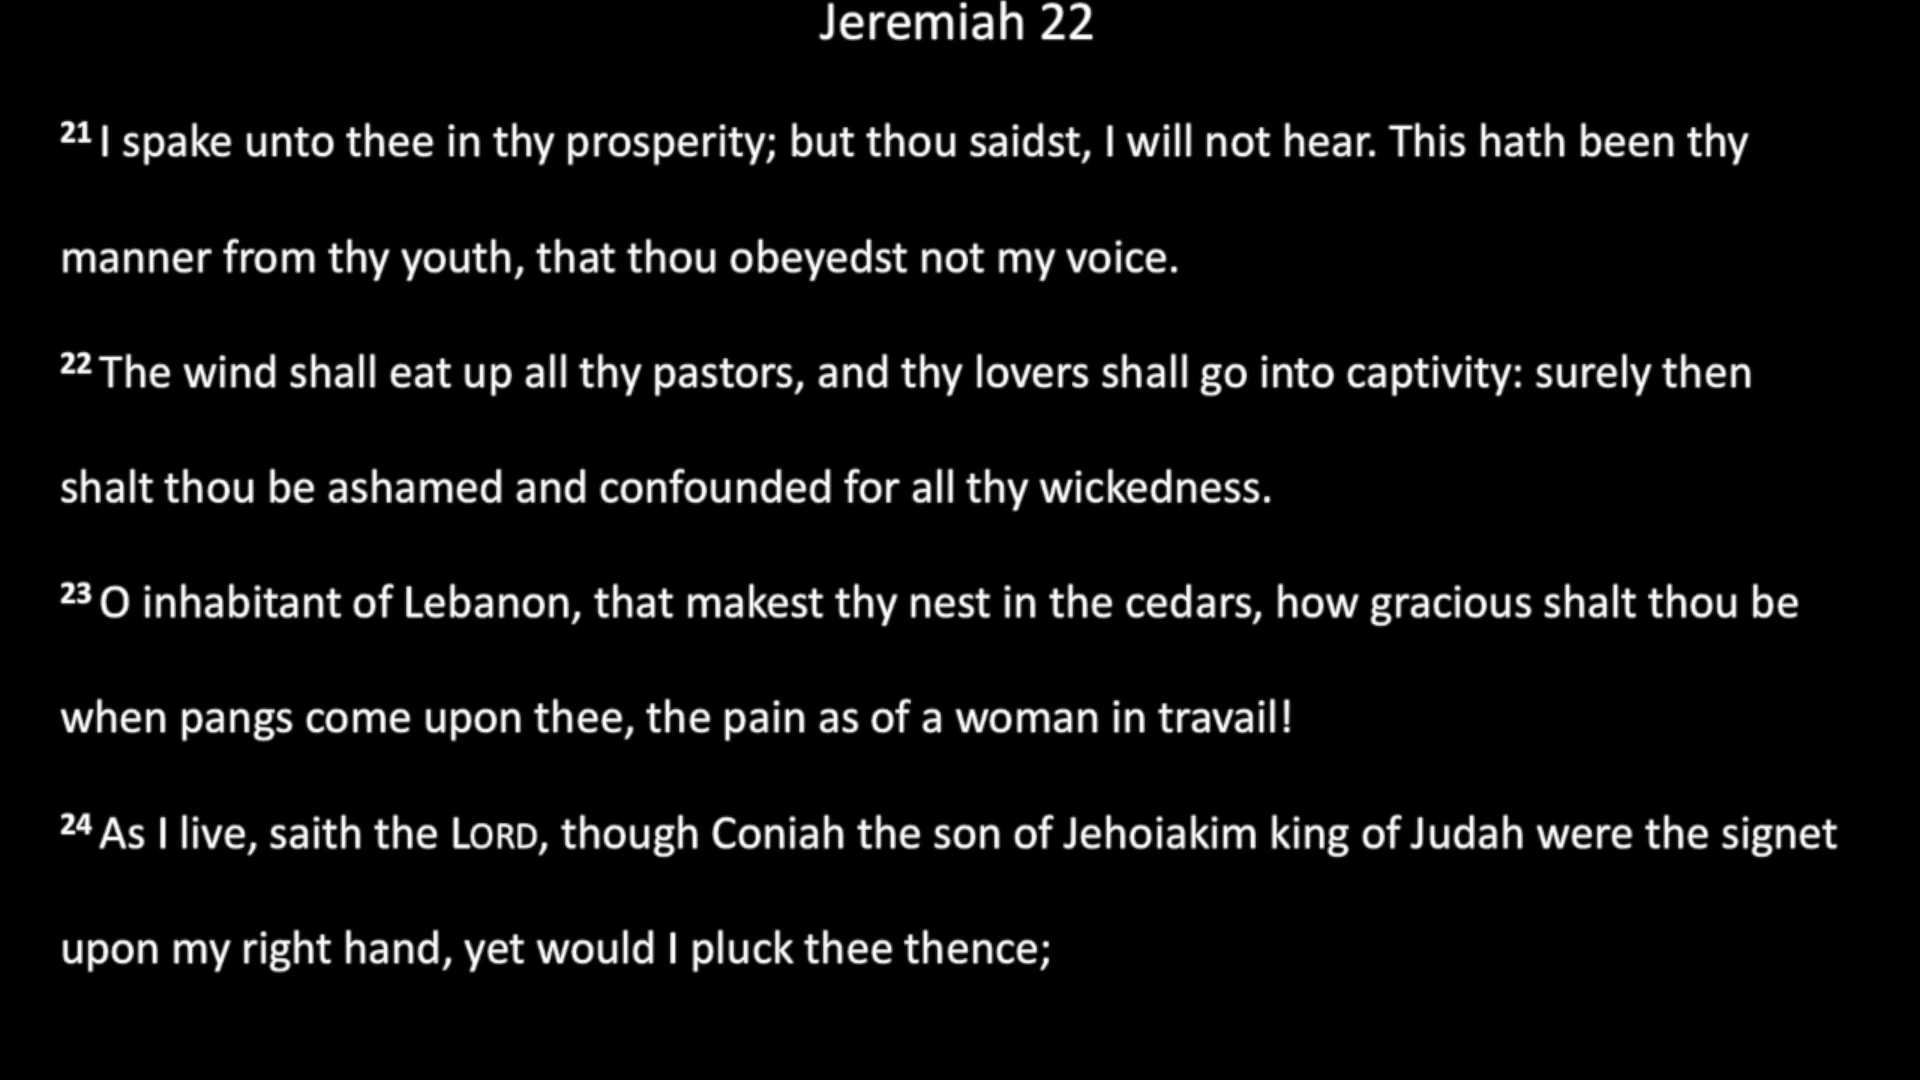 Jeremiah 22
21 I spake unto thee in thy prosperity; but thou saidst, I will not hear. This hath been thy
manner from thy youth, that thou obeyedst not my voice.
22 The wind shall eat up all thy pastors, and thy lovers shall go into captivity: surely then
shalt thou be ashamed and confounded for all thy wickedness.
23 O inhabitant of Lebanon, that makest thy nest in the cedars, how gracious shalt thou be
when pangs come upon thee, the pain as of a woman in travail!
24 As I live, saith the LORD, though Coniah the son of Jehoiakim king of Judah were the signet
upon my right hand, yet would I pluck thee thence;